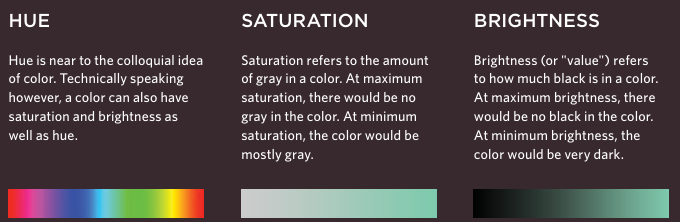 HUE
Hue is near to the colloquial idea
of color. Technically speaking
however, a color can also have
saturation and brightness as
well as hue.
SATURATION
Saturation refers to the amount
of gray in a color. At maximum
saturation, there would be no
gray in the color. At minimum
saturation, the color would be
mostly gray.
BRIGHTNESS
Brightness (or "value") refers
to how much black is in a color.
At maximum brightness, there
would be no black in the color.
At minimum brightness, the
color would be very dark.